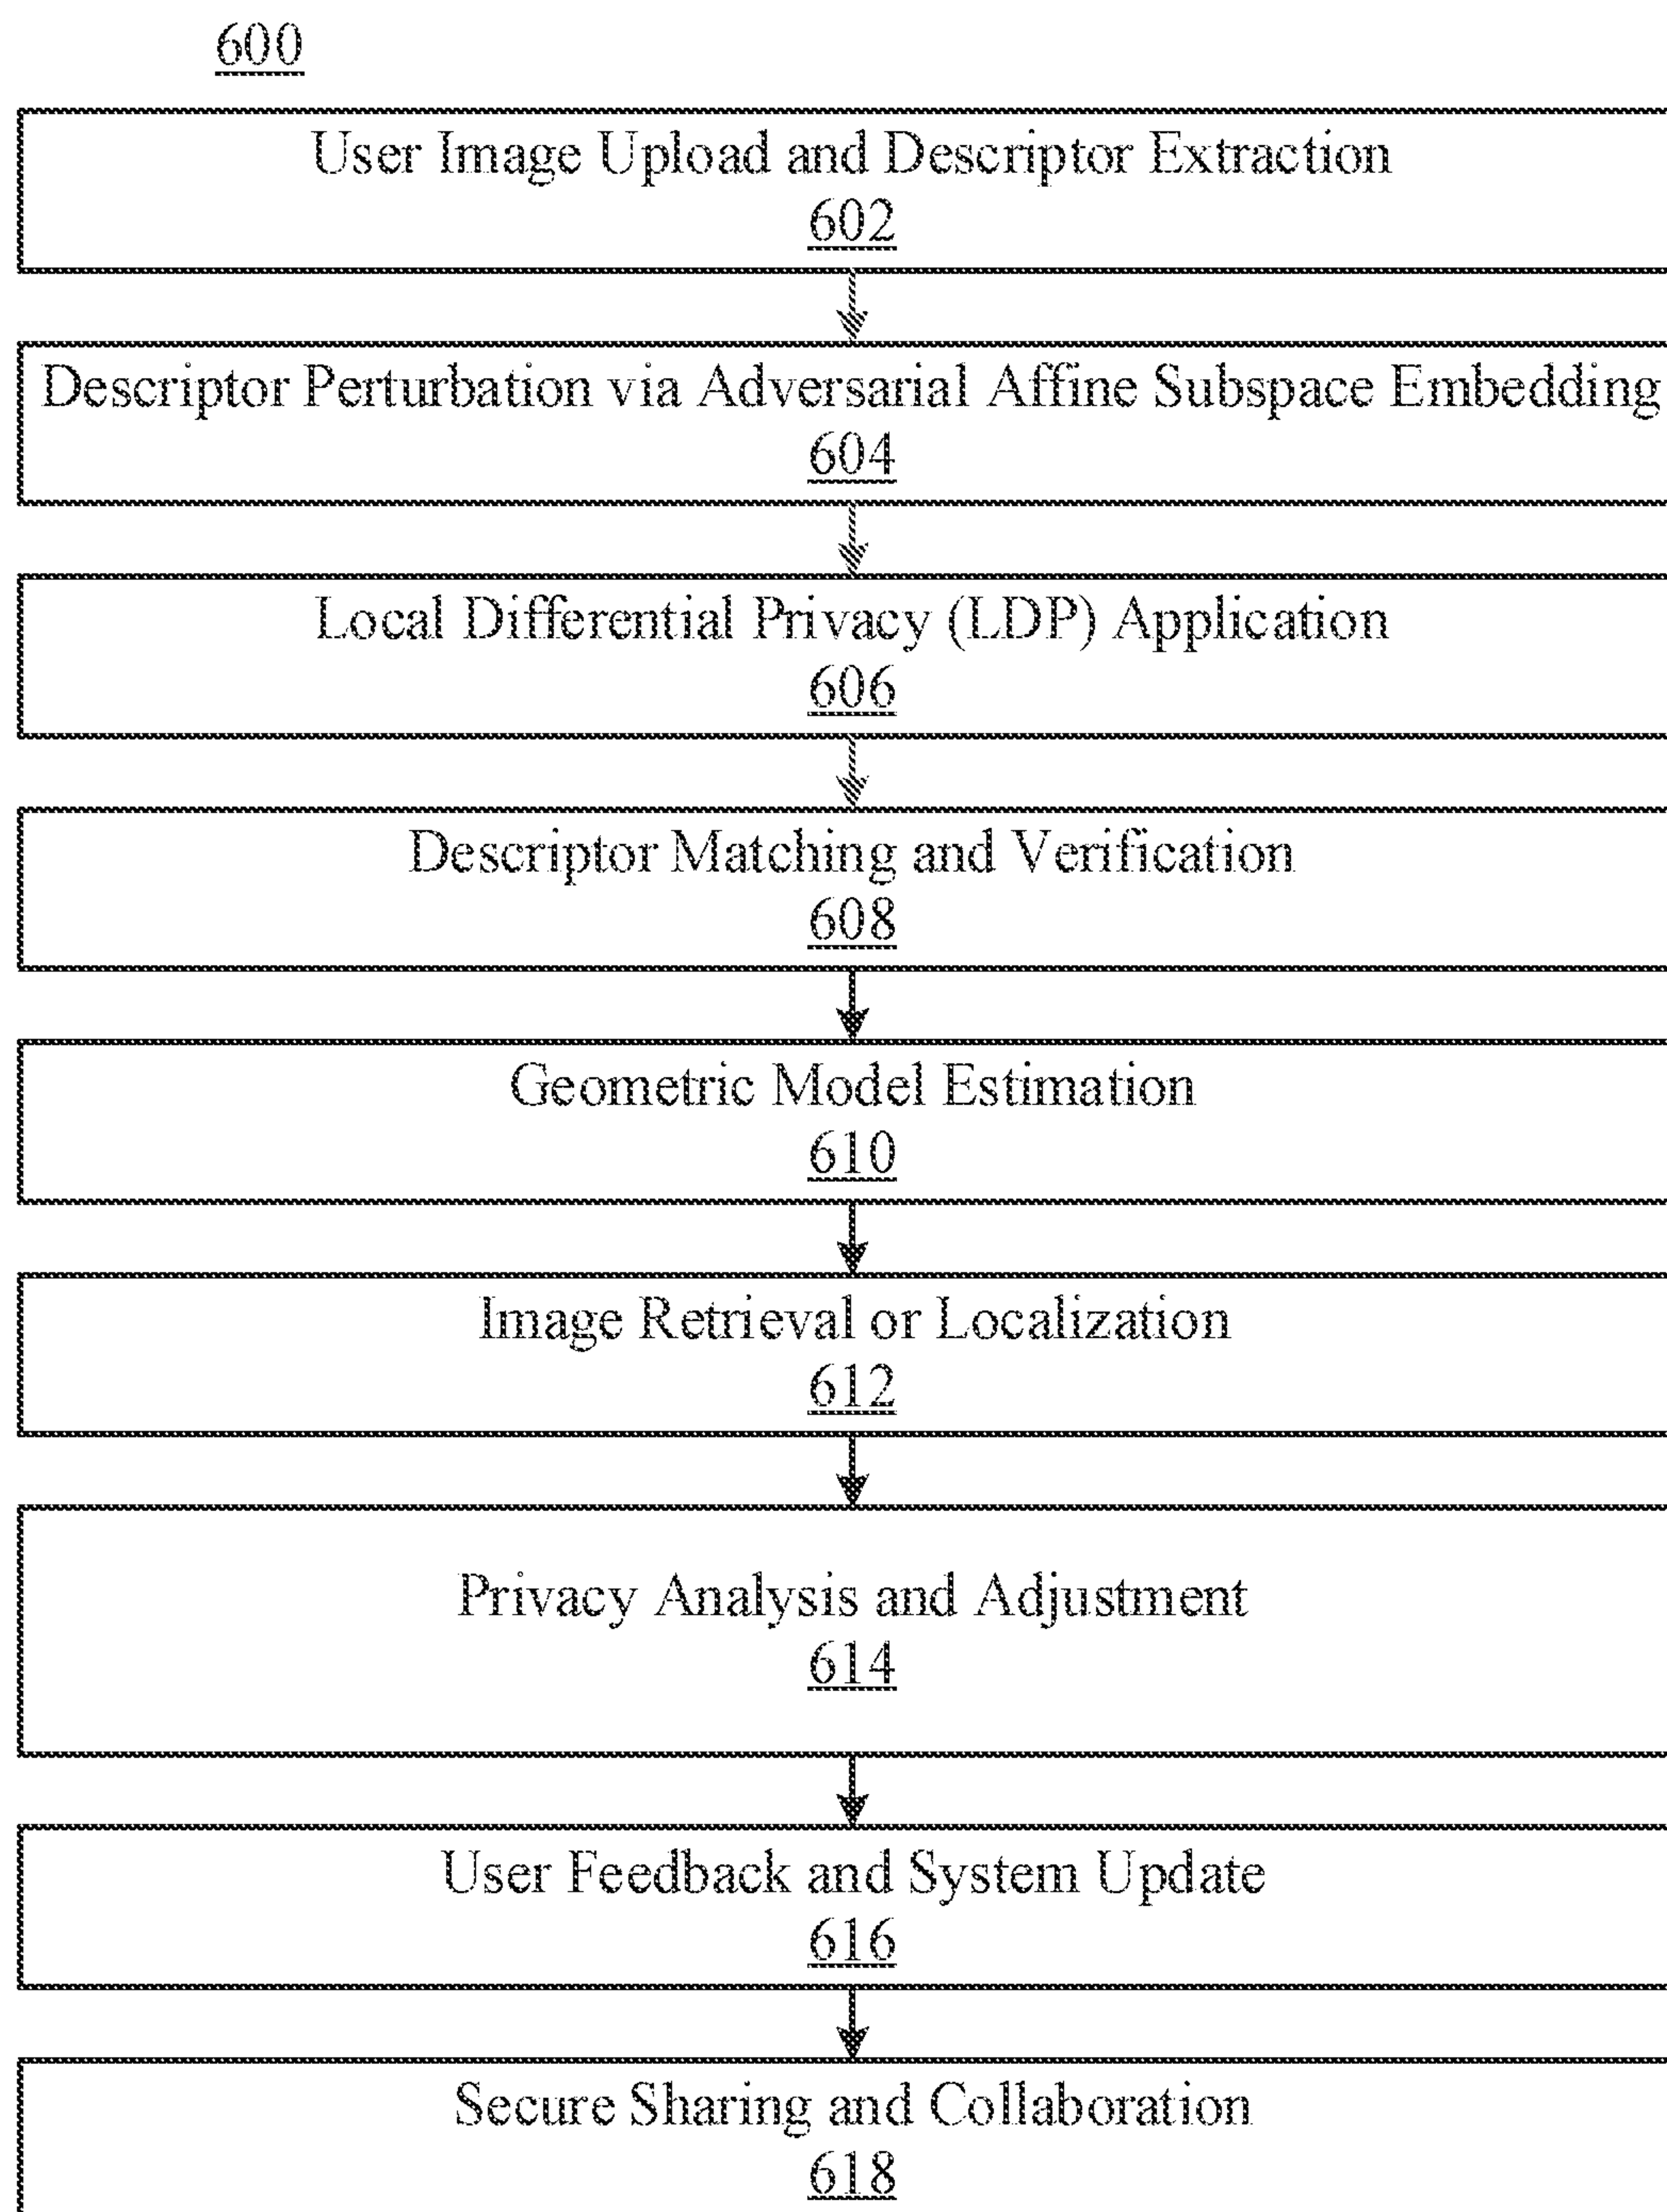 600
User Image Upload and Descriptor Extraction
602
Descriptor Perturbation via Adversarial Affine Subspace Embedding
604
Local Differential Privacy (LDP) Application
606
Descriptor Matching and Verification
608
Geometric Model Estimation
610
Image Retrieval or Localization
612
Privacy Analysis and Adjustment
614
User Feedback and System Update
616
Secure Sharing and Collaboration
618